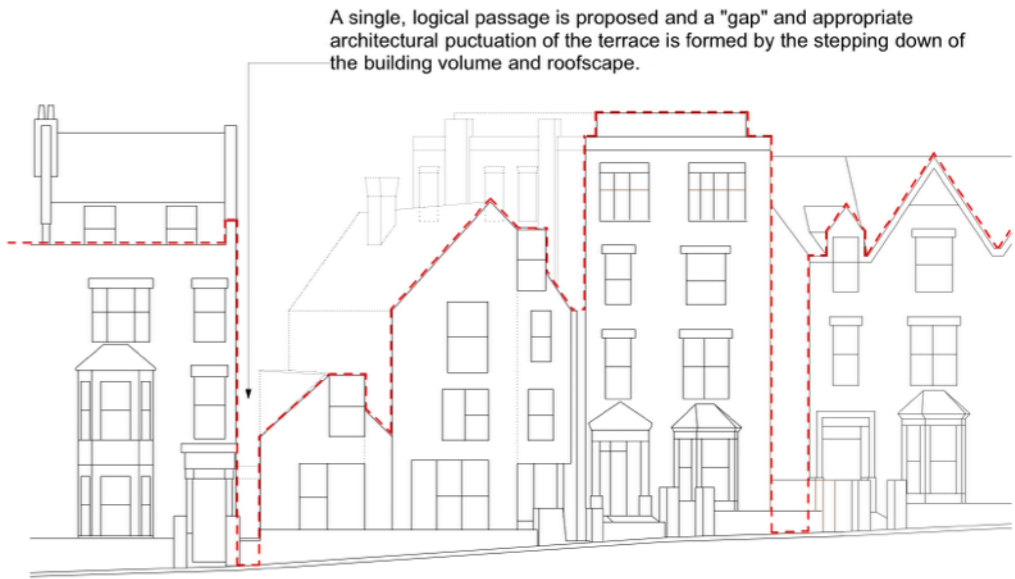 A single, logical passage is proposed and a "gap" and appropriate
architectural puctuation of the terrace is formed by the stepping down of
the building volume and roofscape.